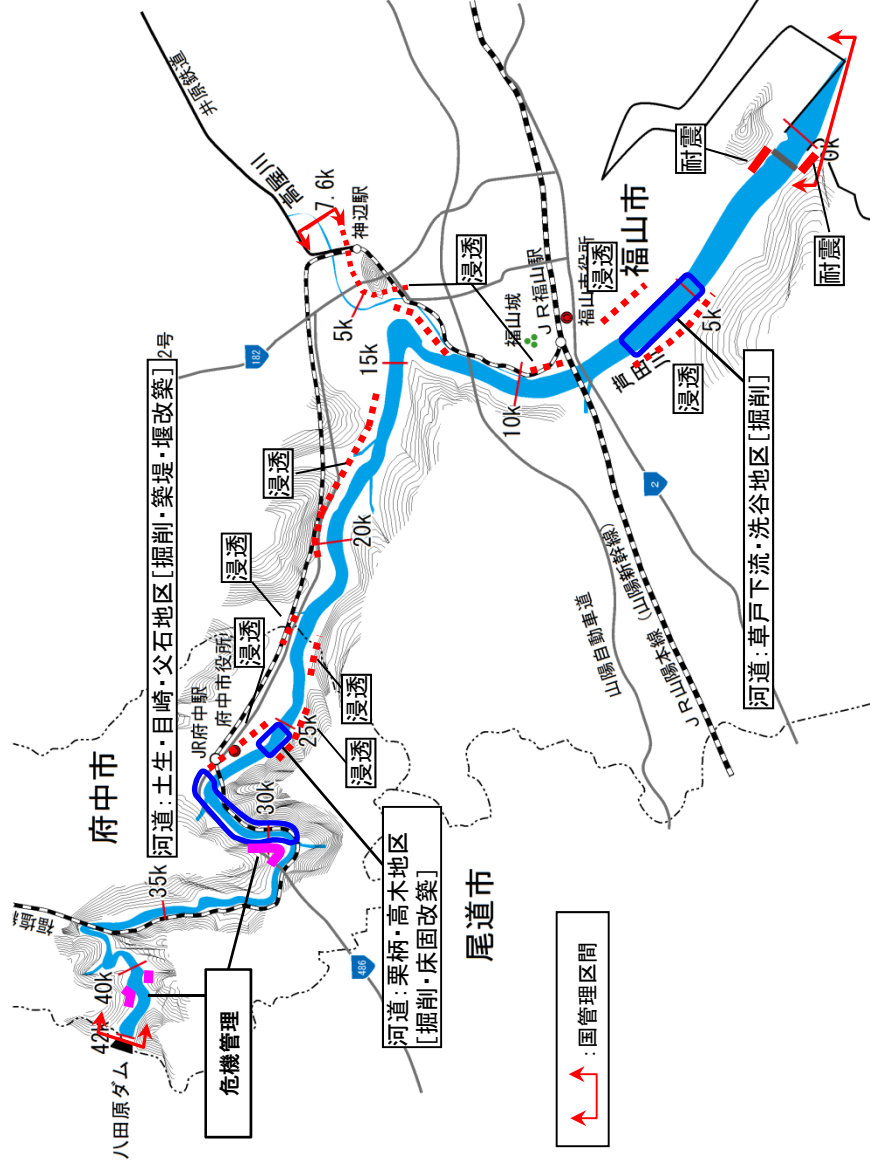 府中市
尾道市
福山市
河道:土生・目崎・父石地区[掘削・築堤・堰改築]
2号
河道:栗柄・高木地区
[掘削・床固改築]
河道:草戸下流・洗谷地区[掘削]
危機管理
八田原ダム
42k
40k
35k
30k
25k
20k
15k
10k
5k
0k
5k
7.6k
JR府中駅
府中市役所
井原鉄道
高屋川
神辺駅
福山城
JR福山駅
福山市役所
芦田川
山陽自動車道
JR山陽本線(山陽新幹線)
182
486
2
浸透
浸透
浸透
浸透
浸透
浸透
浸透
浸透
耐震
耐震
:国管理区間